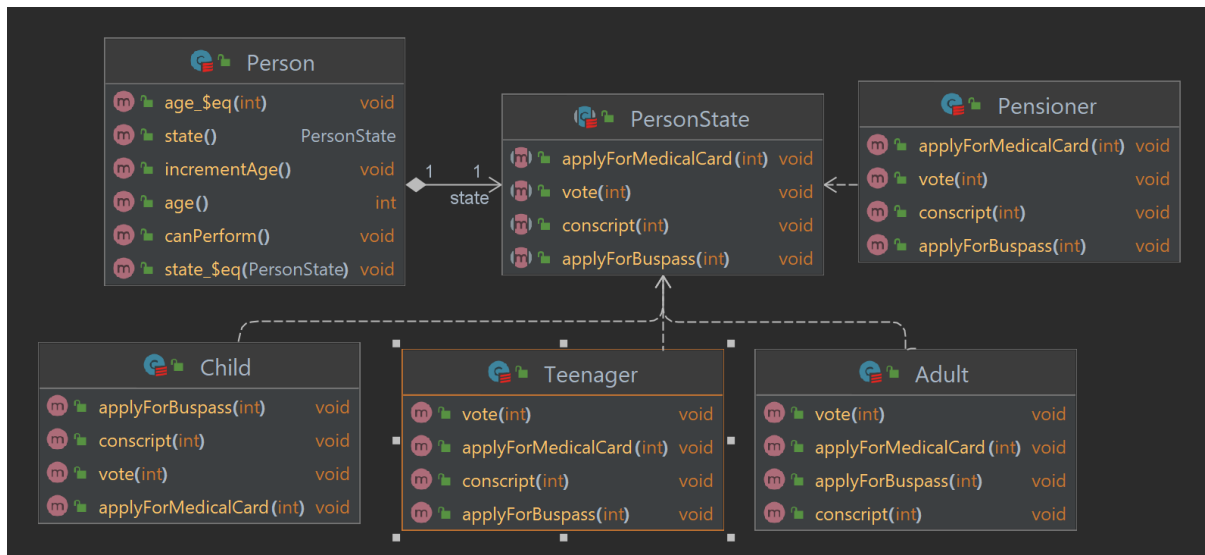 Person
age_$eq(int) void
state() PersonState
incrementAge() void
age() int
canPerform() void
state_$eq(PersonState) void
1 1
state
PersonState
applyForMedicalCard(int) void
vote(int) void
conscript(int) void
applyForBuspass(int) void
Pensioner
applyForMedicalCard(int) void
vote(int) void
conscript(int) void
applyForBuspass(int) void
Child
applyForBuspass(int) void
conscript(int) void
vote(int) void
applyForMedicalCard(int) void
Teenager
vote(int) void
applyForMedicalCard(int) void
conscript(int) void
applyForBuspass(int) void
Adult
vote(int) void
applyForMedicalCard(int) void
applyForBuspass(int) void
conscript(int) void